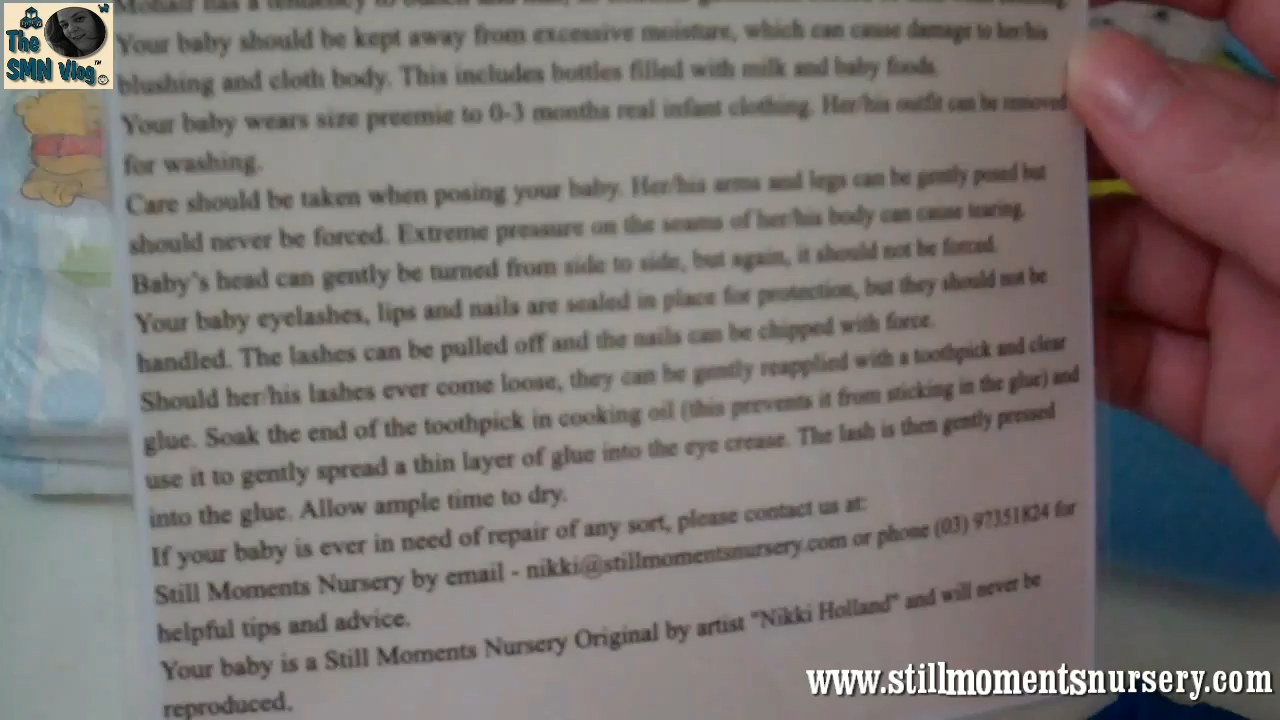 The
SMN Vlog
Mohair has a tendency to
Your baby should be kept away from excessive moisture, which can cause damage to her/his
blushing and cloth body. This includes bottles filled with milk and baby foods.
Your baby wears size preemie to 0-3 months real infant clothing. Her/his outfit can be removed
for washing.
Care should be taken when posing your baby. Her/his arms and legs can be gently posed but
should never be forced. Extreme pressure on the seams of her/his body can cause tearing.
Baby's head can gently be turned from side to side, but again, it should not be forced.
Your baby eyelashes, lips and nails are sealed in place for protection, but they should not be
handled. The lashes can be pulled off and the nails can be chipped with force.
Should her/his lashes ever come loose, they can be gently reapplied with a toothpick and clear
glue. Soak the end of the toothpick in cooking oil (this prevents it from sticking in the glue) and
use it to gently spread a thin layer of glue into the eye crease. The lash is then gently pressed
into the glue. Allow ample time to dry.
If your baby is ever in need of repair of any sort, please contact us at:
Still Moments Nursery by email - nikki@stillmomentsnursery.com or phone (03) 97351824 for
helpful tips and advice.
Your baby is a Still Moments Nursery Original by artist "Nikki Holland" and will never be
reproduced.
www.stillmomentsnursery.com